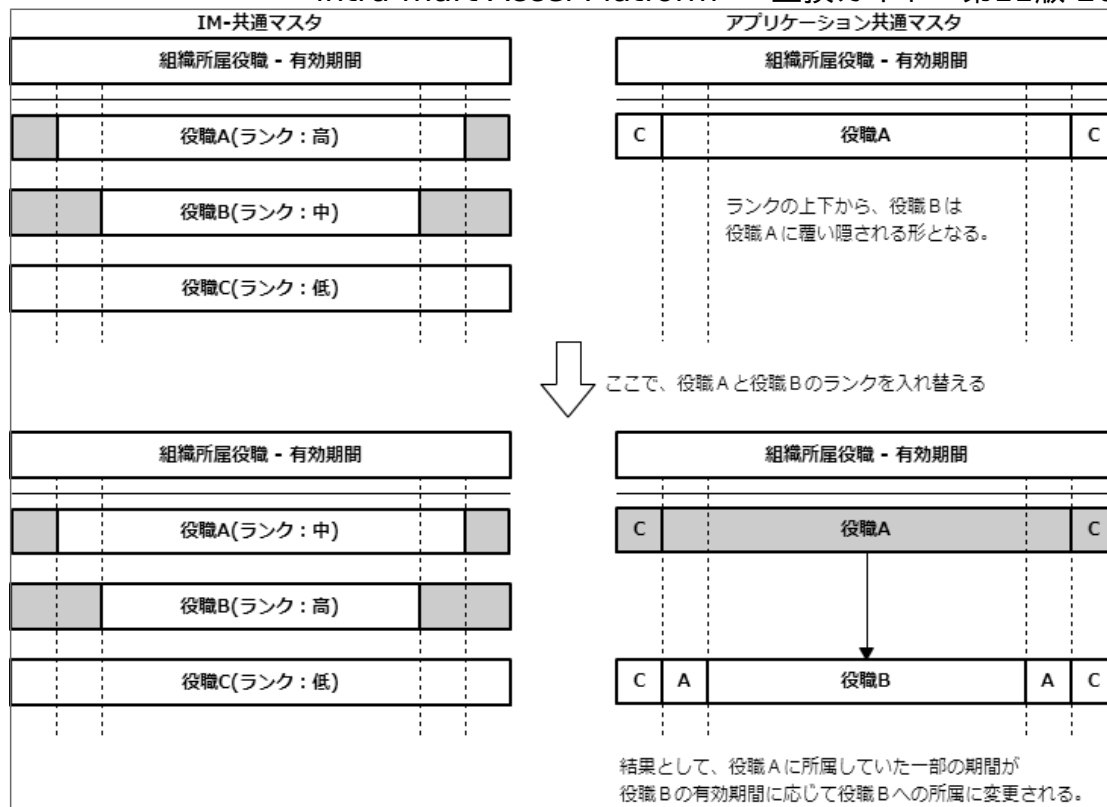 IM-共通マスタ
アプリケーション共通マスタ
組織所属役職 - 有効期間
組織所属役職 - 有効期間
役職A(ランク：高)
C 役職A C
役職B(ランク：中)
ランクの上下から、役職Ｂは
役職Ａに覆い隠される形となる。
役職C(ランク：低)
ここで、役職ＡとＢ役職Ｂのランクを入れ替える
組織所属役職 - 有効期間
組織所属役職 - 有効期間
役職A(ランク：中)
C 役職A C
役職B(ランク：高)
役職C(ランク：低)
C A 役職B A C
結果として、役職Ａに所属していた一部の期間が
役職Ｂの有効期間に応じて役職Ｂへの所属に変更される。